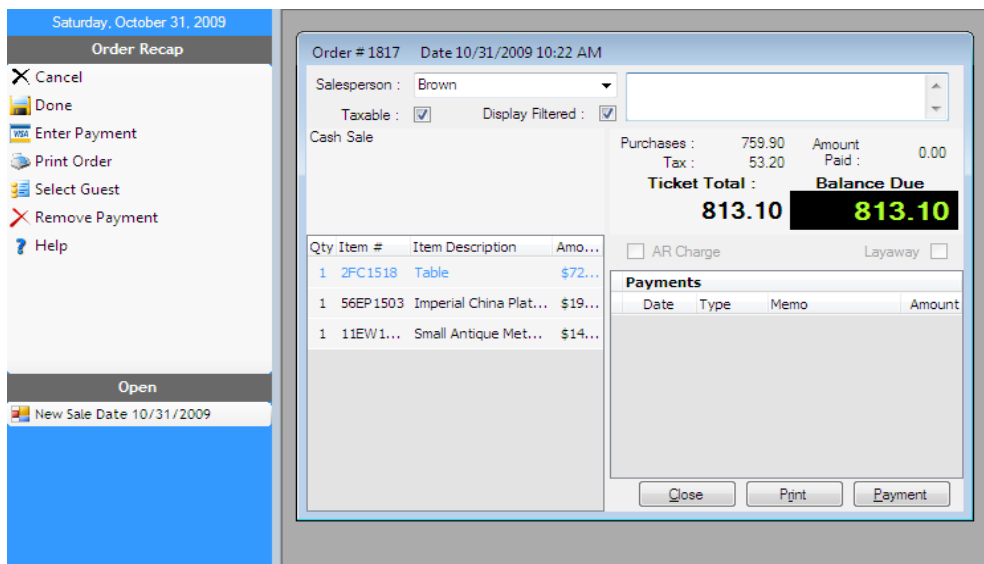 Saturday, October 31, 2009
Order Recap
Cancel
Done
VISA Enter Payment
Print Order
Select Guest
Remove Payment
? Help
Open
New Sale Date 10/31/2009
Order # 1817 Date 10/31/2009 10:22 AM
Salesperson : Brown
Taxable : Display Filtered :
Cash Sale
Qty Item # Item Description Amo...
1 2FC1518 Table $72...
1 56EP1503 Imperial China Plat... $19...
1 11EW1... Small Antique Met... $14...
Purchases : 759.90 Amount Paid : 0.00
Tax : 53.20
Ticket Total : Balance Due
813.10 813.10
AR Charge Layaway
Payments
Date Type Memo Amount
Close Print Payment